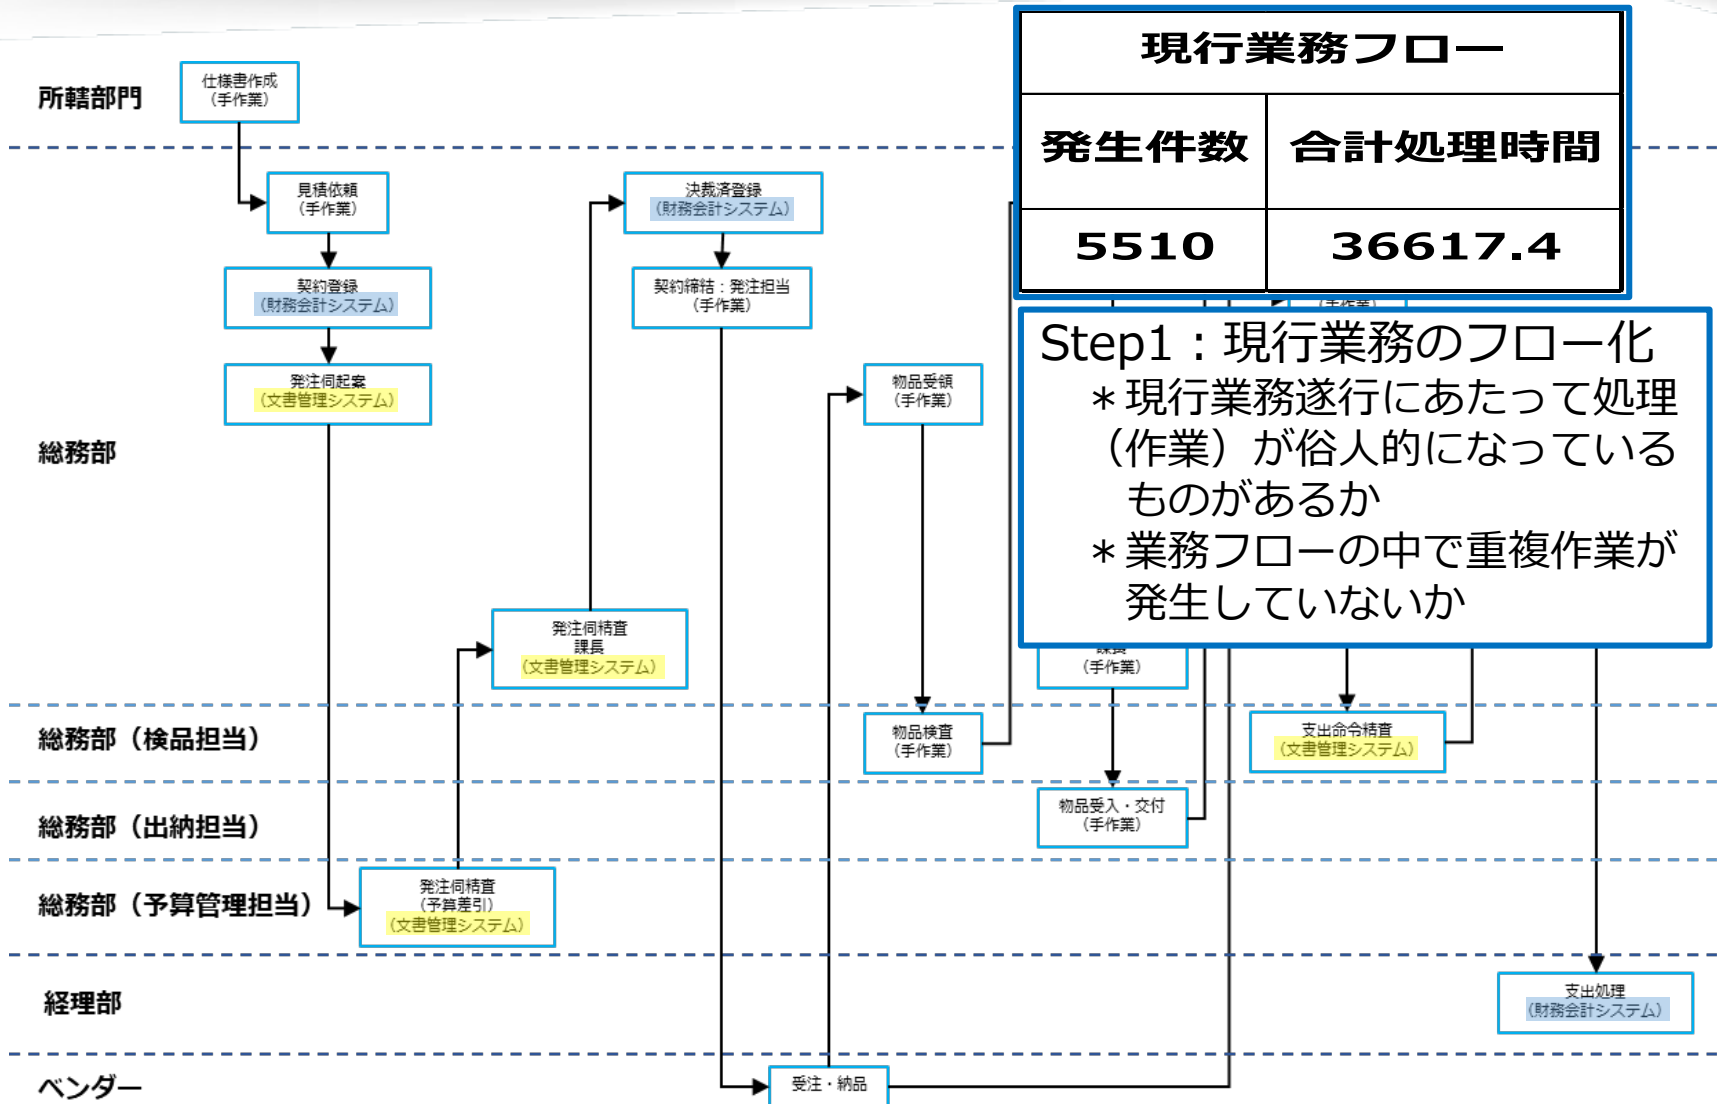 現行業務フロー
発生件数 合計処理時間
5510 36617.4
Step1：現行業務のフロー化
＊現行業務遂行にあたって処理
（作業）が俗人的になっている
ものがあるか
＊業務フローの中で重複作業が
発生していないか
所轄部門
仕様書作成
（手作業）
総務部
見積依頼
（手作業）
契約登録
（財務会計システム）
発注伺起案
（文書管理システム）
発注伺精査
課長
（文書管理システム）
決裁済登録
（財務会計システム）
契約締結：発注担当
（手作業）
物品受領
（手作業）
（手作業）
課長
（手作業）
総務部（検品担当）
物品検査
（手作業）
支出命令精査
（文書管理システム）
総務部（出納担当）
物品受入・交付
（手作業）
総務部（予算管理担当）
発注伺精査
（予算差引）
（文書管理システム）
経理部
支出処理
（財務会計システム）
ベンダー
受注・納品